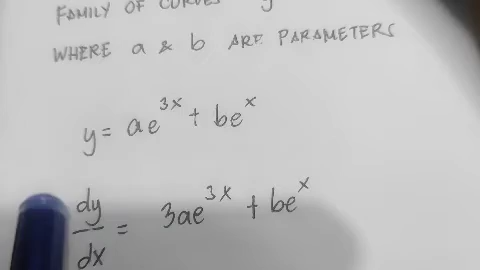 FAMILY OF CURVES y
WHERE a & b ARE PARAMETERS
y = ae^{3x} + be^{x}
dy/dx = 3ae^{3x} + be^{x}